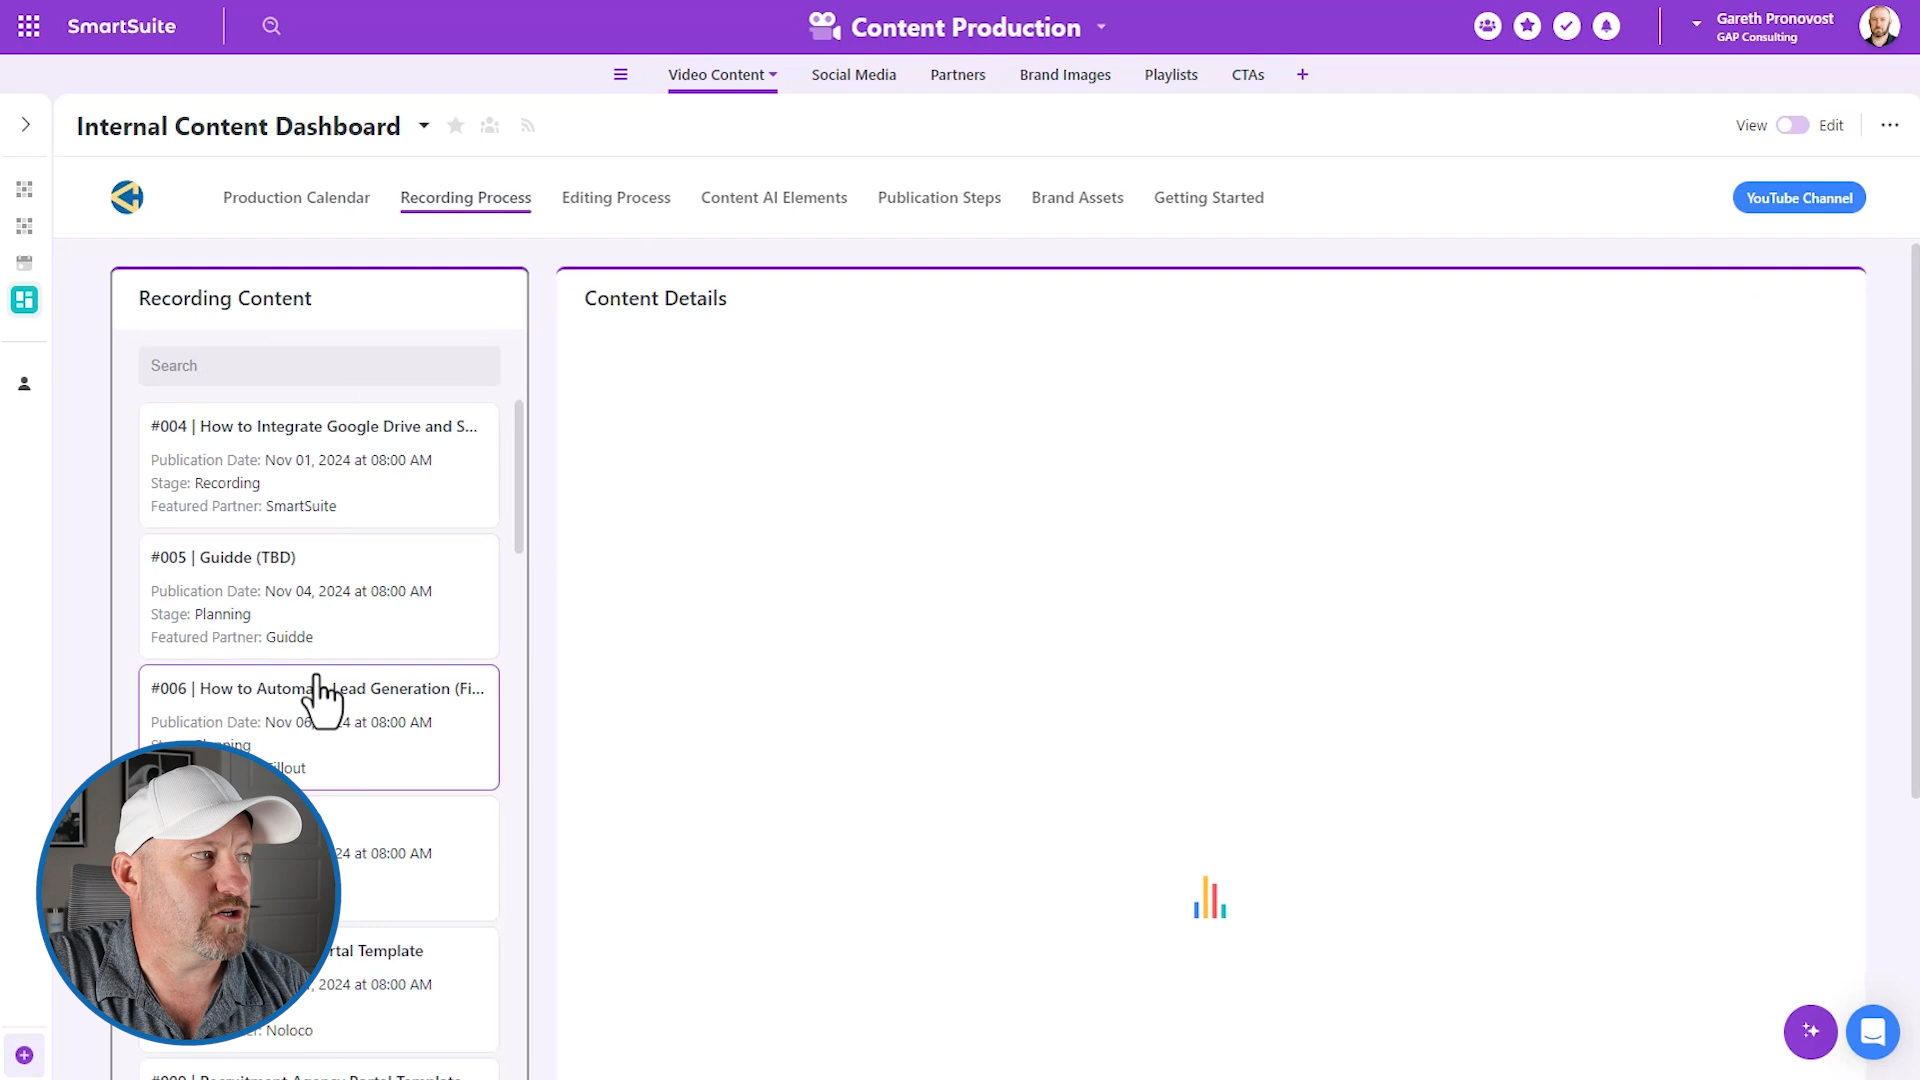 SmartSuite
Content Production
Gareth Pronovost
GAP Consulting
Video Content
Social Media
Partners
Brand Images
Playlists
CTAs
Internal Content Dashboard
View
Edit
Production Calendar
Recording Process
Editing Process
Content AI Elements
Publication Steps
Brand Assets
Getting Started
YouTube Channel
Recording Content
Content Details
Search
#004 | How to Integrate Google Drive and S...
Publication Date: Nov 01, 2024 at 08:00 AM
Stage: Recording
Featured Partner: SmartSuite
#005 | Guidde (TBD)
Publication Date: Nov 04, 2024 at 08:00 AM
Stage: Planning
Featured Partner: Guidde
#006 | How to Automa Lead Generation (Fi...
Publication Date: Nov 06, 24 at 08:00 AM
24 at 08:00 AM
Template
, 2024 at 08:00 AM
: Noloco